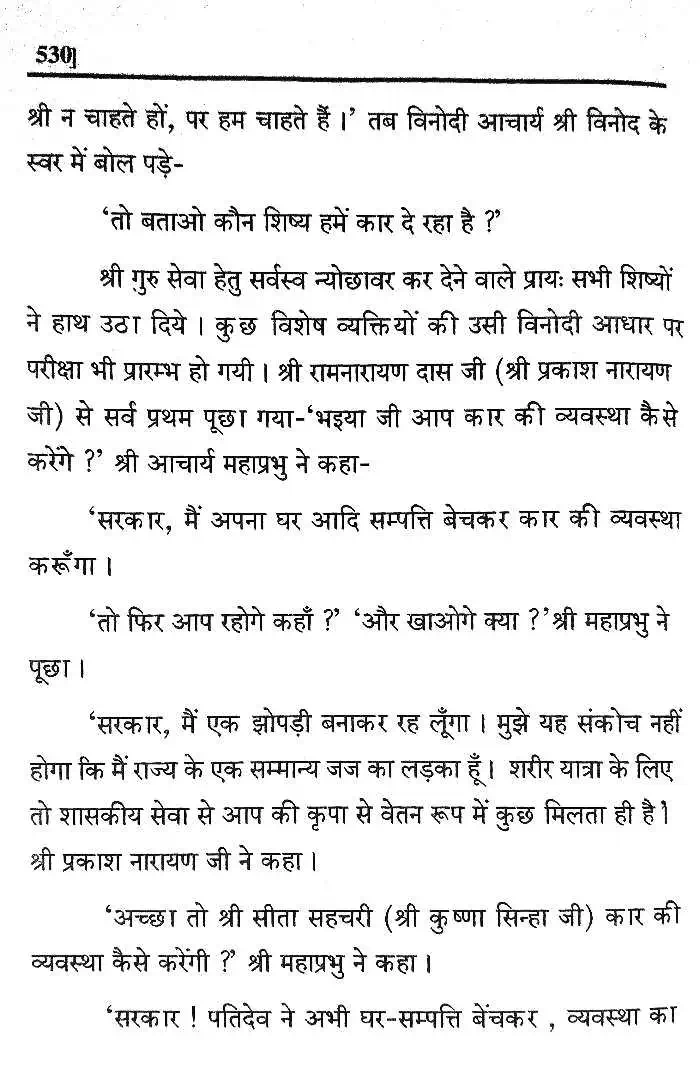 530]
श्री न चाहते हों, पर हम चाहते हैं।’ तब विनोदी आचार्य श्री विनोद के
स्वर में बोल पड़े-
‘तो बताओ कौन शिष्य हमें कार दे रहा है ?’
श्री गुरु सेवा हेतु सर्वस्व न्योछावर कर देने वाले प्रायः सभी शिष्यों
ने हाथ उठा दिये । कुछ विशेष व्यक्तियों की उसी विनोदी आधार पर
परीक्षा भी प्रारम्भ हो गयी । श्री रामनारायण दास जी (श्री प्रकाश नारायण
जी) से सर्व प्रथम पूछा गया-‘भइया जी आप कार की व्यवस्था कैसे
करेंगे ?’ श्री आचार्य महाप्रभु ने कहा-
‘सरकार, मैं अपना घर आदि सम्पत्ति बेचकर कार की व्यवस्था
करूँगा ।
‘तो फिर आप रहोगे कहाँ ?’ ‘और खाओगे क्या ?’श्री महाप्रभु ने
पूछा ।
‘सरकार, मैं एक झोपड़ी बनाकर रह लूँगा । मुझे यह संकोच नहीं
होगा कि मैं राज्य के एक सम्मान्य जज का लड़का हूँ। शरीर यात्रा के लिए
तो शासकीय सेवा से आप की कृपा से वेतन रूप में कुछ मिलता ही है।
श्री प्रकाश नारायण जी ने कहा ।
‘अच्छा तो श्री सीता सहचरी (श्री कुष्णा सिन्हा जी) कार की
व्यवस्था कैसे करेंगी ?’ श्री महाप्रभु ने कहा ।
‘सरकार ! पतिदेव ने अभी घर-सम्पत्ति बेंचकर , व्यवस्था का